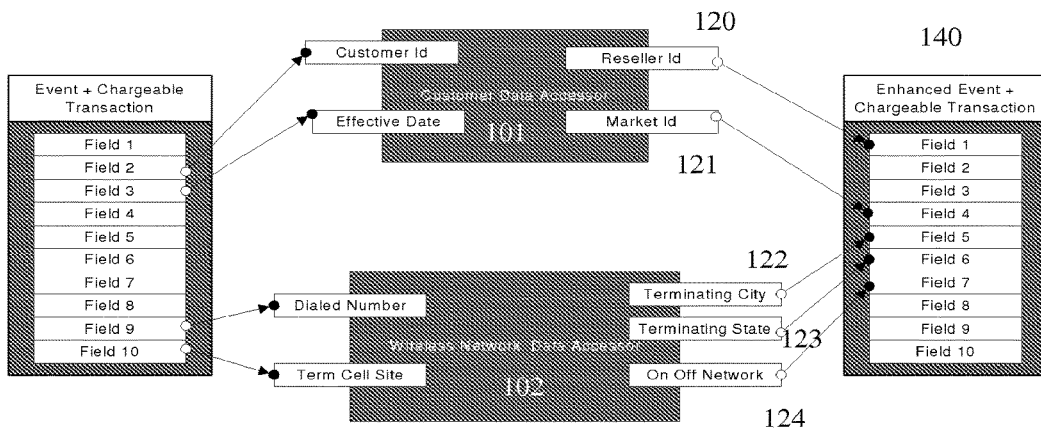 120
140
Customer Id
Reseller Id
Event + Chargeable
Transaction
Enhanced Event +
Chargeable Transaction
Customer Data Accessor
Effective Date
101
Market Id
121
Field 1
Field 2
Field 3
Field 4
Field 5
Field 6
Field 7
Field 8
Field 9
Field 10
Field 1
Field 2
Field 3
Field 4
Field 5
Field 6
Field 7
Field 8
Field 9
Field 10
122
Dialed Number
Terminating City
Terminating State
123
Wireless Network Data Accessor
Term Cell Site
102
On Off Network
124